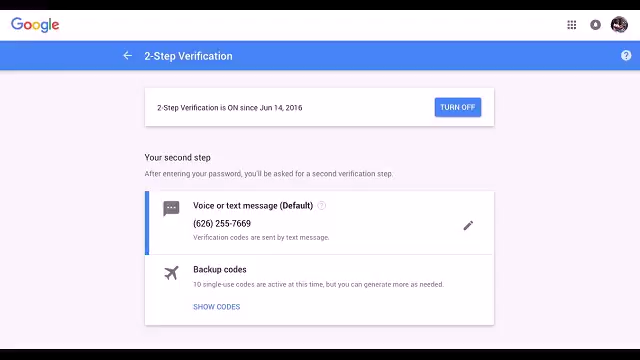 Google
2-Step Verification
?
2-Step Verification is ON since Jun 14, 2016
TURN OFF
Your second step
After entering your password, you'll be asked for a second verification step.
Voice or text message (Default) ?
(626) 255-7669
Verification codes are sent by text message.
Backup codes
10 single-use codes are active at this time, but you can generate more as needed.
SHOW CODES